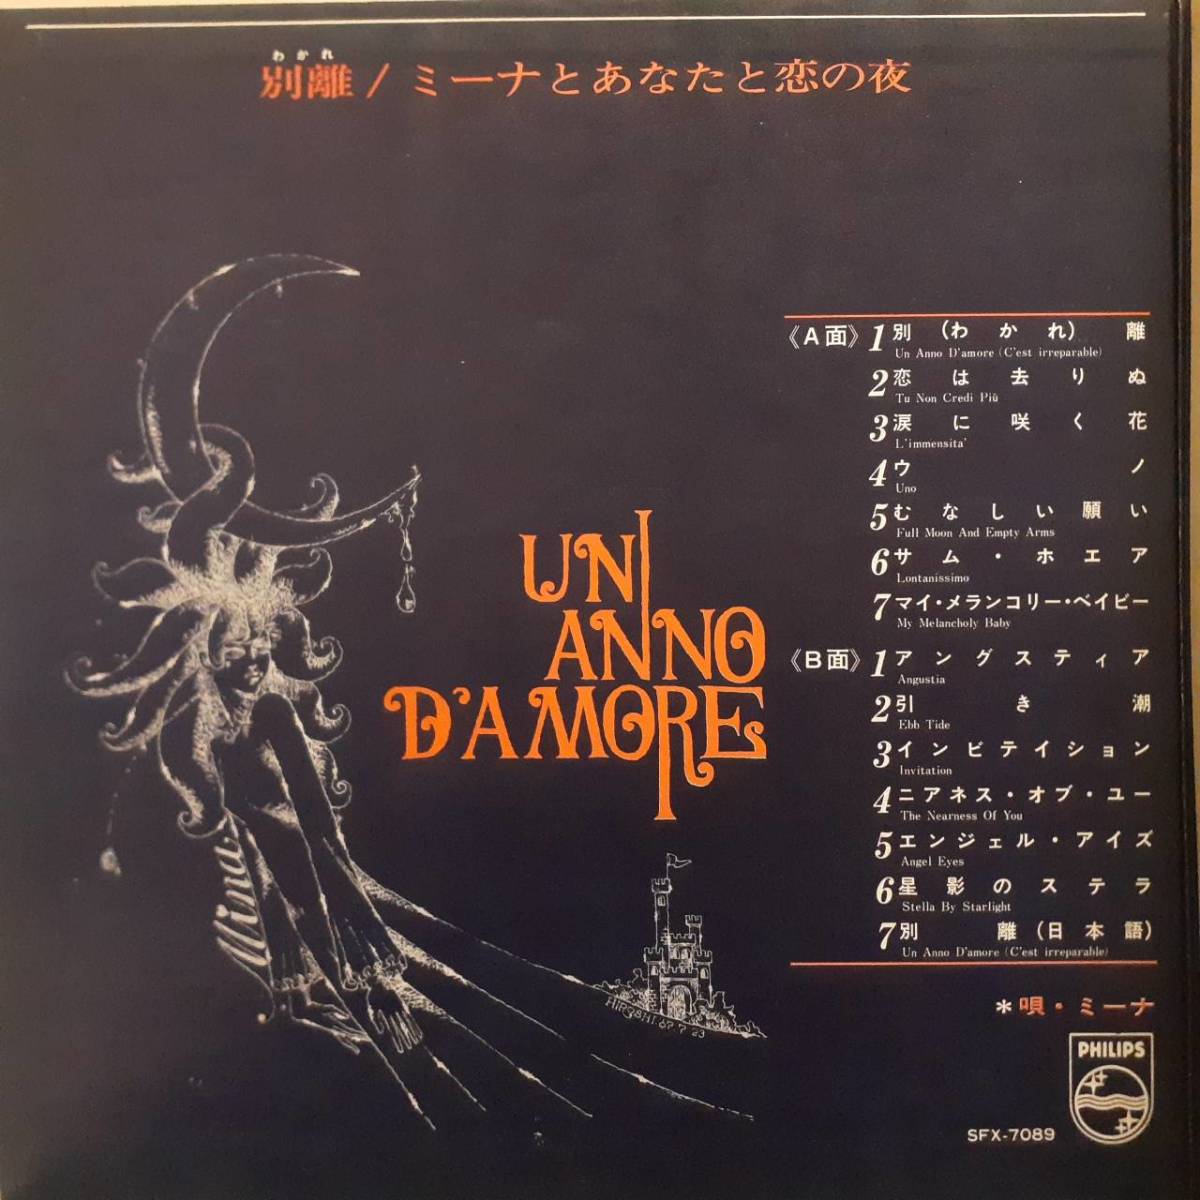 わかれ
別離 / ミーナとあなたと恋の夜
UN
ANNO
D'AMORE
Mina
HIROSHI.67.7.23
《A面》 1 別(わかれ)離
Un Anno D'amore (C'est irreparable)
2 恋は去りぬ
Tu Non Credi Più
3 涙に咲く花
L'immensita'
4 ウノ
Uno
5 むなしい願い
Full Moon And Empty Arms
6 サム・ホエア
Lontanissimo
7 マイ・メランコリー・ベイビー
My Melancholy Baby
《B面》 1 アングスティア
Angustia
2 引き潮
Ebb Tide
3 インビテイション
Invitation
4 ニアネス・オブ・ユー
The Nearness Of You
5 エンジェル・アイズ
Angel Eyes
6 星影のステラ
Stella By Starlight
7 別離(日本語)
Un Anno D'amore (C'est irreparable)
*唄・ミーナ
PHILIPS
SFX-7089